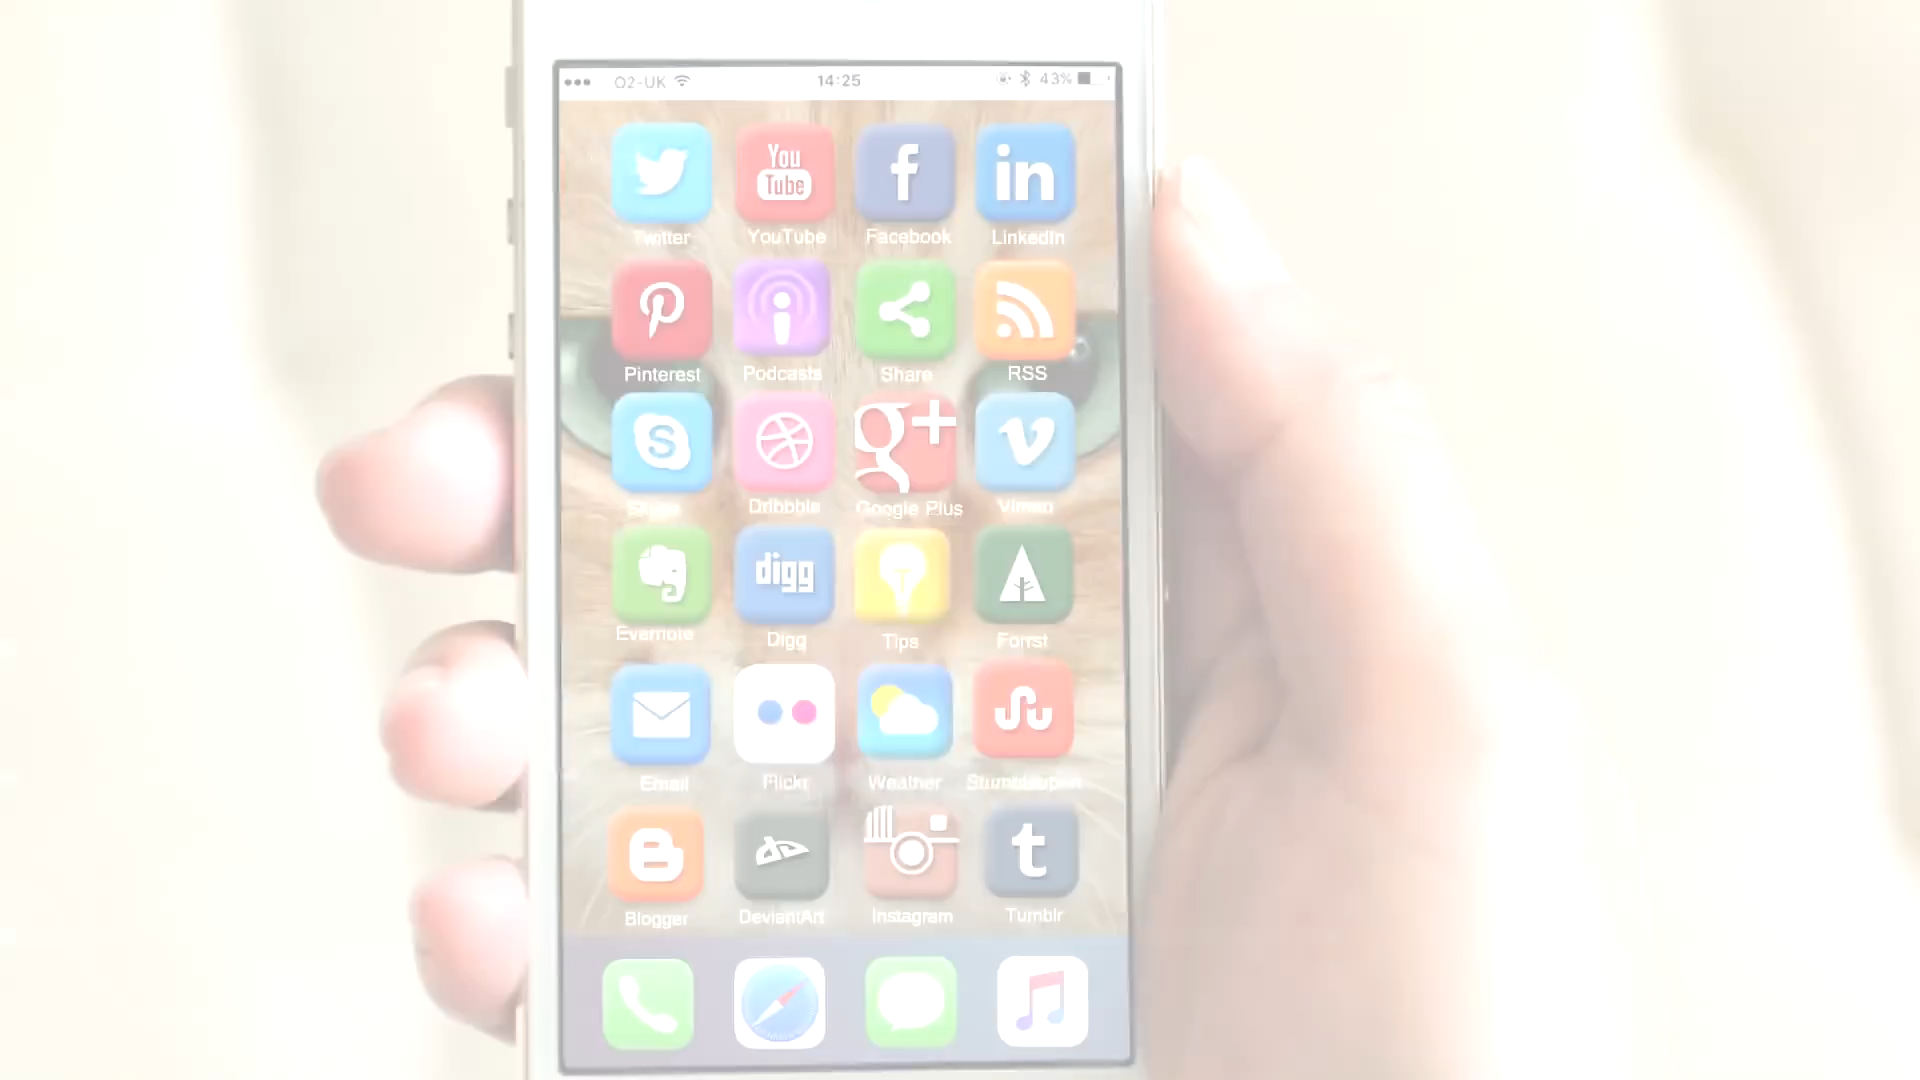 O2-UK 14:25 43%
You Tube f in
Twitter YouTube Facebook LinkedIn
Pinterest Podcasts Share RSS
S g+ v
Dribbble Google Plus Vimeo
digg
Evernote Digg Tips Forrst
Email Flickr Weather
B t
Blogger DeviantArt Instagram Tumblr